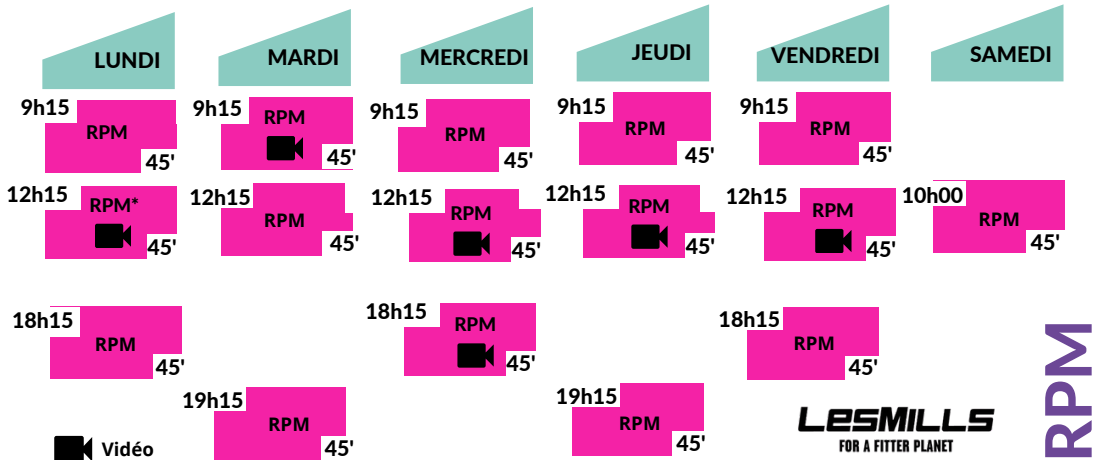 LUNDI MARDI MERCREDI JEUDI VENDREDI SAMEDI
9h15 RPM 45'
9h15 RPM 45'
9h15 RPM 45'
9h15 RPM 45'
9h15 RPM 45'
12h15 RPM* 45'
12h15 RPM 45'
12h15 RPM 45'
12h15 RPM 45'
12h15 RPM 45'
10h00 RPM 45'
18h15 RPM 45'
18h15 RPM 45'
18h15 RPM 45'
19h15 RPM 45'
19h15 RPM 45'
Vidéo
LESMILLS
FOR A FITTER PLANET
RPM